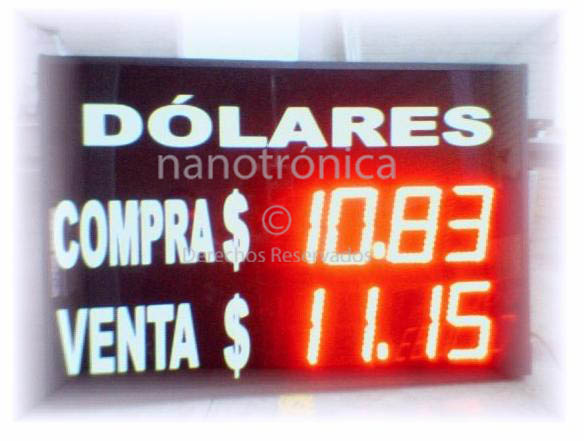 DÓLARES
nanotrónica
COMPRA $ 10.83
©
Derechos Reservados
VENTA $ 11.15